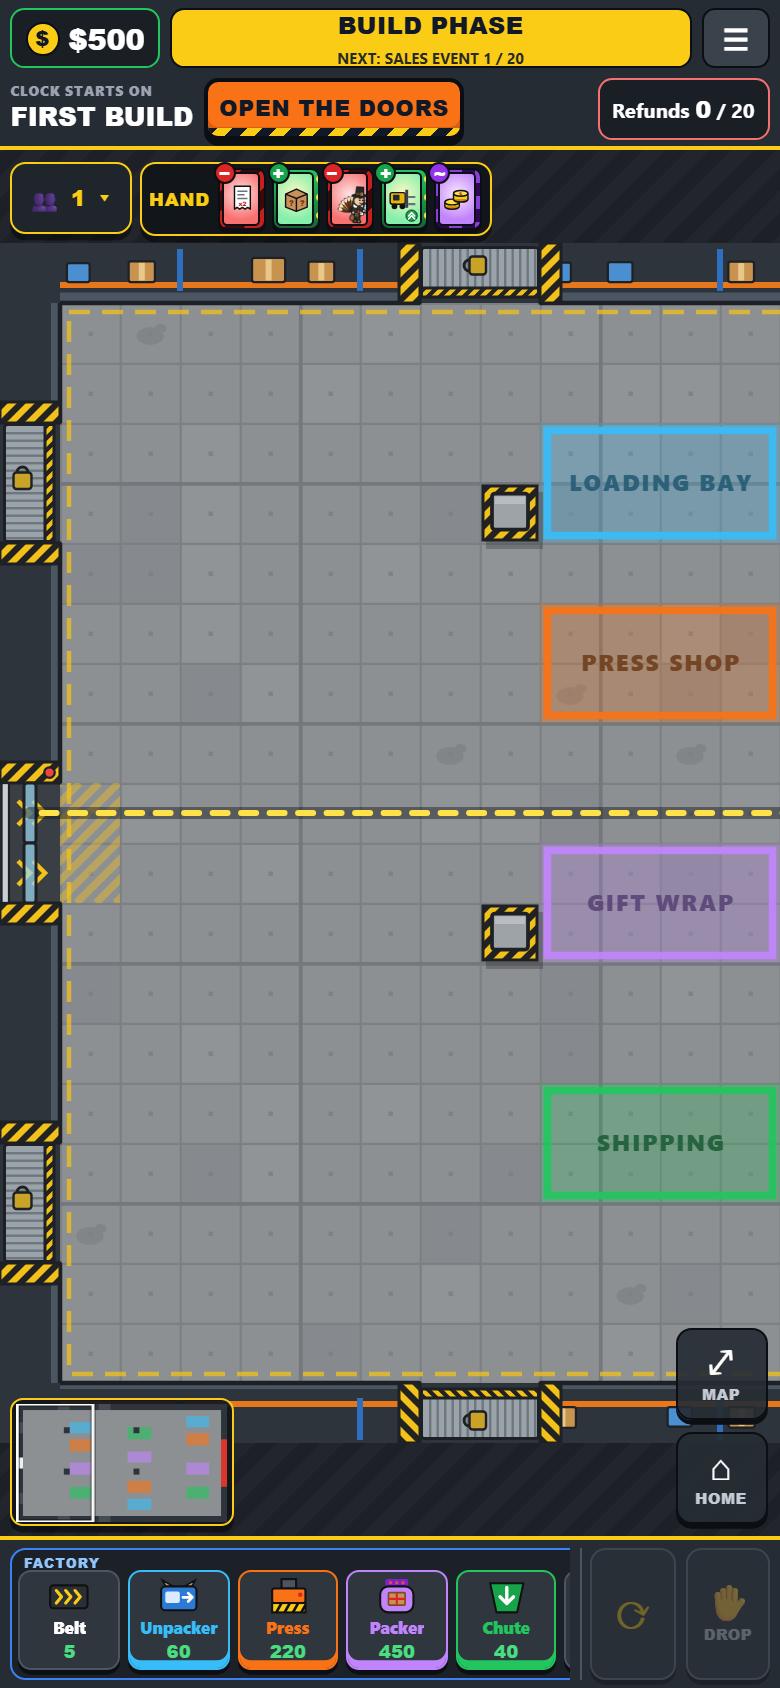 $500
BUILD PHASE
NEXT: SALES EVENT 1 / 20
CLOCK STARTS ON
FIRST BUILD
OPEN THE DOORS
Refunds 0 / 20
1
HAND
LOADING BAY
PRESS SHOP
GIFT WRAP
SHIPPING
MAP
HOME
FACTORY
Belt
5
Unpacker
60
Press
220
Packer
450
Chute
40
DROP